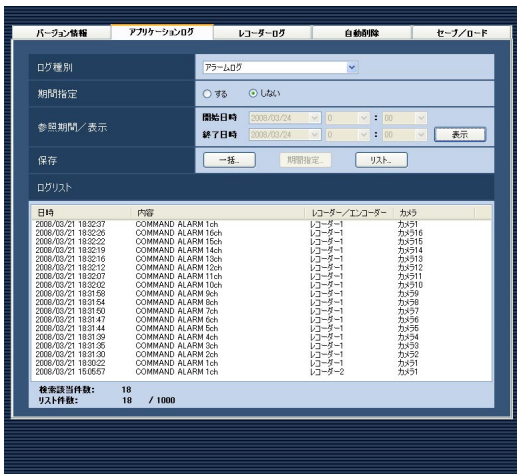 バージョン情報 アプリケーションログ レコーダーログ 自動削除 セーブ/ロード
ログ種別 アラームログ
期間指定 する しない
参照期間/表示 開始日時 2008/03/24 0 : 00
終了日時 2008/03/24 0 : 00 表示
保存 一括... 期間指定... リスト...
ログリスト
日時 内容 レコーダー/エンコーダー カメラ
2008/03/21 18:32:37 COMMAND ALARM 1ch レコーダー1 カメラ1
2008/03/21 18:32:26 COMMAND ALARM 16ch レコーダー1 カメラ16
2008/03/21 18:32:22 COMMAND ALARM 15ch レコーダー1 カメラ15
2008/03/21 18:32:19 COMMAND ALARM 14ch レコーダー1 カメラ14
2008/03/21 18:32:16 COMMAND ALARM 13ch レコーダー1 カメラ13
2008/03/21 18:32:12 COMMAND ALARM 12ch レコーダー1 カメラ12
2008/03/21 18:32:07 COMMAND ALARM 11ch レコーダー1 カメラ11
2008/03/21 18:32:02 COMMAND ALARM 10ch レコーダー1 カメラ10
2008/03/21 18:31:58 COMMAND ALARM 9ch レコーダー1 カメラ9
2008/03/21 18:31:54 COMMAND ALARM 8ch レコーダー1 カメラ8
2008/03/21 18:31:50 COMMAND ALARM 7ch レコーダー1 カメラ7
2008/03/21 18:31:47 COMMAND ALARM 6ch レコーダー1 カメラ6
2008/03/21 18:31:44 COMMAND ALARM 5ch レコーダー1 カメラ5
2008/03/21 18:31:39 COMMAND ALARM 4ch レコーダー1 カメラ4
2008/03/21 18:31:35 COMMAND ALARM 3ch レコーダー1 カメラ3
2008/03/21 18:31:30 COMMAND ALARM 2ch レコーダー1 カメラ2
2008/03/21 18:30:22 COMMAND ALARM 1ch レコーダー1 カメラ1
2008/03/21 15:05:57 COMMAND ALARM 1ch レコーダー2 カメラ1
検索該当件数: 18
リスト件数: 18 / 1000